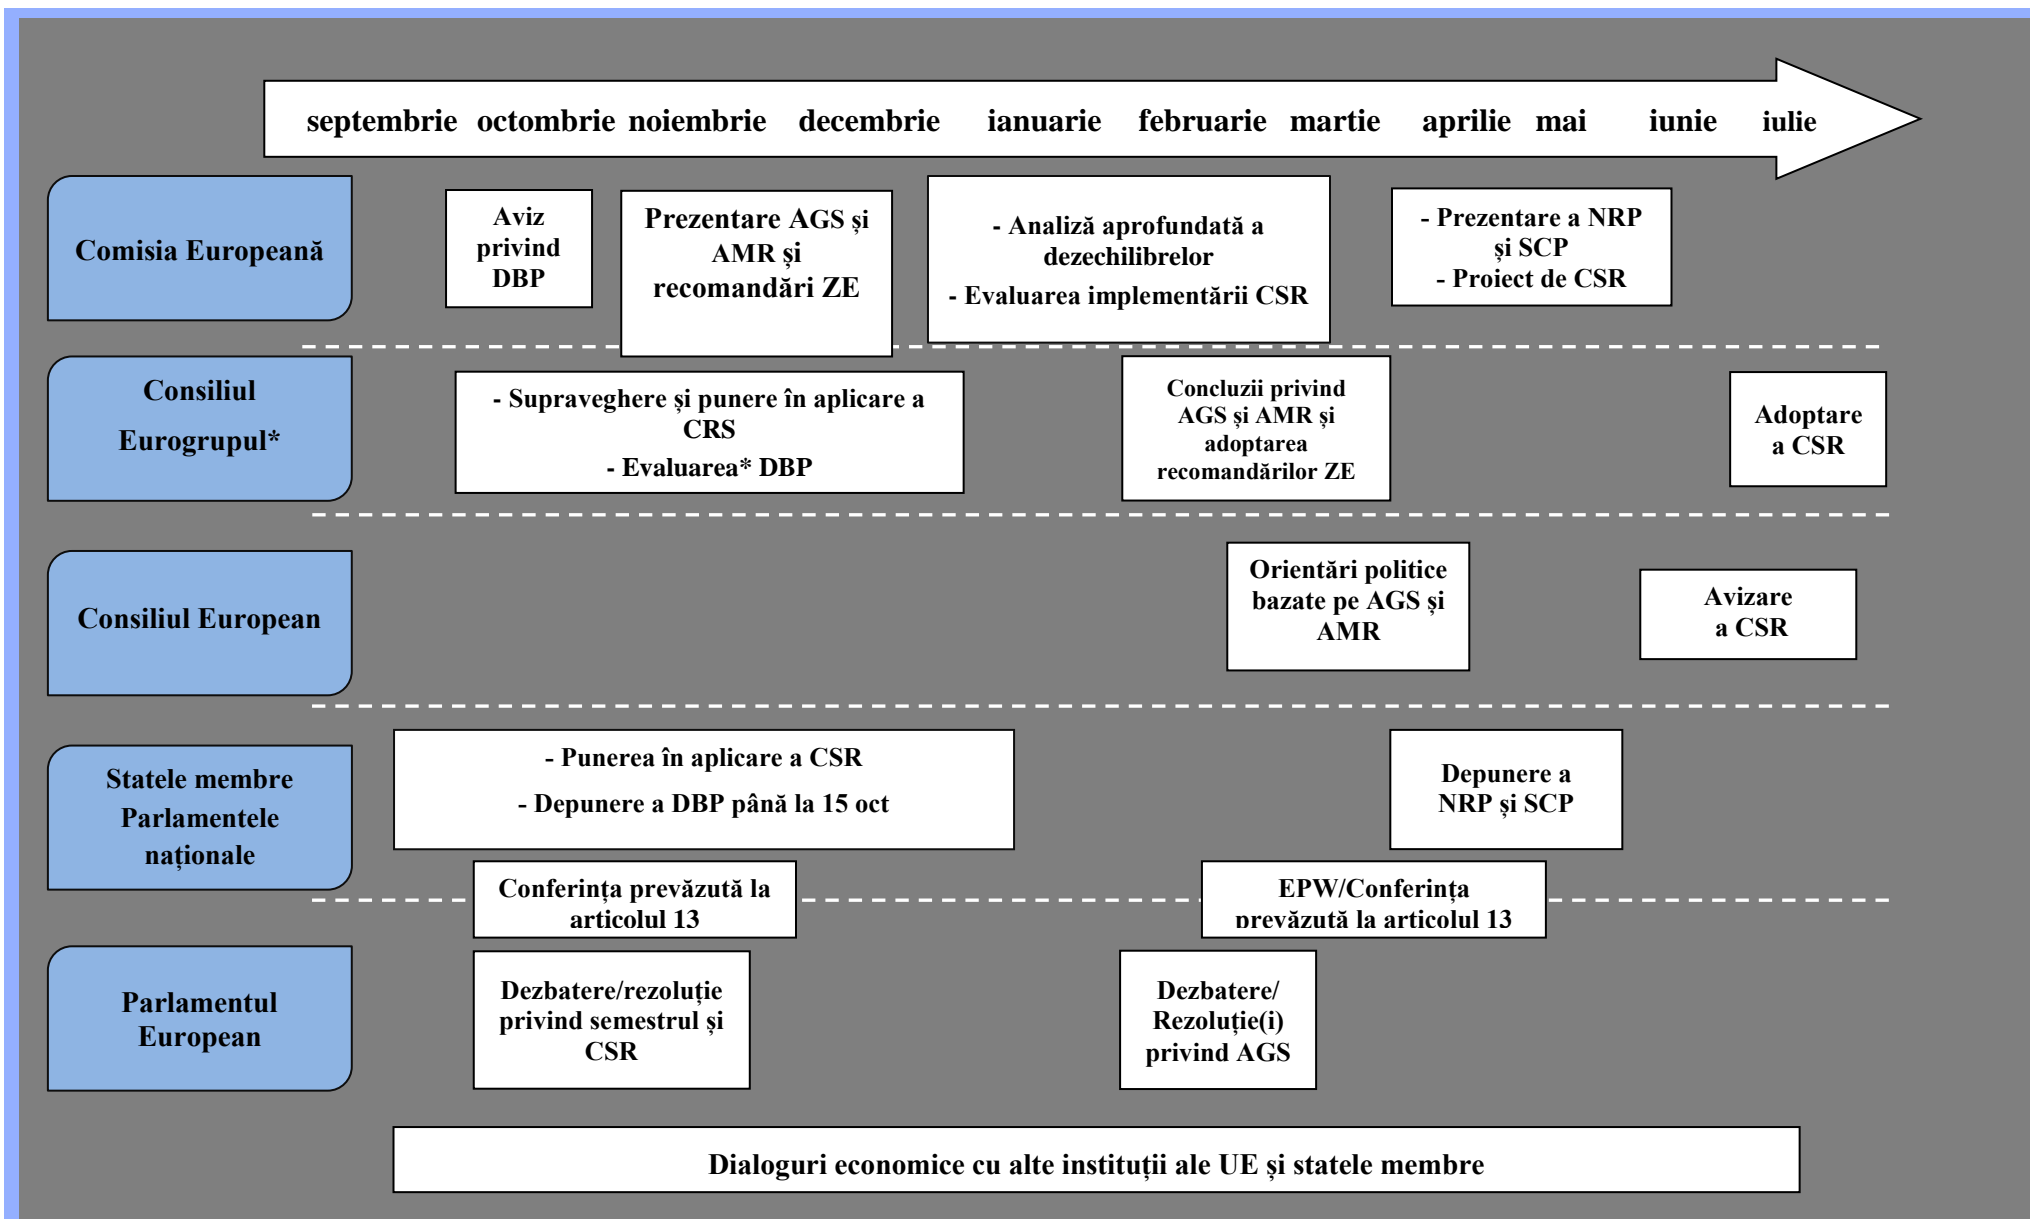 septembrie octombrie noiembrie decembrie ianuarie februarie martie aprilie mai iunie iulie
Comisia Europeană
Aviz
privind
DBP
Prezentare AGS și
AMR și
recomandări ZE
- Analiză aprofundată a
dezechilibrelor
- Evaluarea implementării CSR
- Prezentare a NRP
și SCP
- Proiect de CSR
Consiliul
Eurogrupul*
- Supraveghere și punere în aplicare a
CRS
- Evaluarea* DBP
Concluzii privind
AGS și AMR și
adoptarea
recomandărilor ZE
Adoptare
a CSR
Consiliul European
Orientări politice
bazate pe AGS și
AMR
Avizare
a CSR
Statele membre
Parlamentele
naționale
- Punerea în aplicare a CSR
- Depunere a DBP până la 15 oct
Depunere a
NRP și SCP
Conferința prevăzută la
articolul 13
EPW/Conferința
prevăzută la articolul 13
Parlamentul
European
Dezbatere/rezoluție
privind semestrul și
CSR
Dezbatere/
Rezoluție(i)
privind AGS
Dialoguri economice cu alte instituții ale UE și statele membre